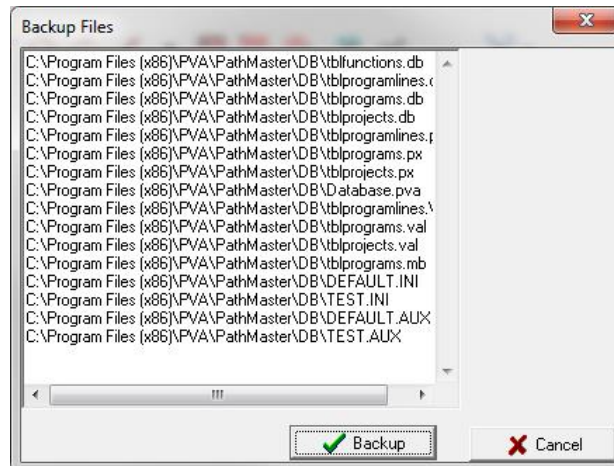 Backup Files
C:\Program Files (x86)\PVA\PathMaster\DB\tblfunctions.db
C:\Program Files (x86)\PVA\PathMaster\DB\tblprogramlines.
C:\Program Files (x86)\PVA\PathMaster\DB\tblprograms.db
C:\Program Files (x86)\PVA\PathMaster\DB\tblprojects.db
C:\Program Files (x86)\PVA\PathMaster\DB\tblprogramlines.p
C:\Program Files (x86)\PVA\PathMaster\DB\tblprograms.px
C:\Program Files (x86)\PVA\PathMaster\DB\tblprojects.px
C:\Program Files (x86)\PVA\PathMaster\DB\Database.pva
C:\Program Files (x86)\PVA\PathMaster\DB\tblprogramlines.
C:\Program Files (x86)\PVA\PathMaster\DB\tblprograms.val
C:\Program Files (x86)\PVA\PathMaster\DB\tblprojects.val
C:\Program Files (x86)\PVA\PathMaster\DB\tblprograms.mb
C:\Program Files (x86)\PVA\PathMaster\DB\DEFAULT.INI
C:\Program Files (x86)\PVA\PathMaster\DB\TEST.INI
C:\Program Files (x86)\PVA\PathMaster\DB\DEFAULT.AUX
C:\Program Files (x86)\PVA\PathMaster\DB\TEST.AUX
Backup
Cancel